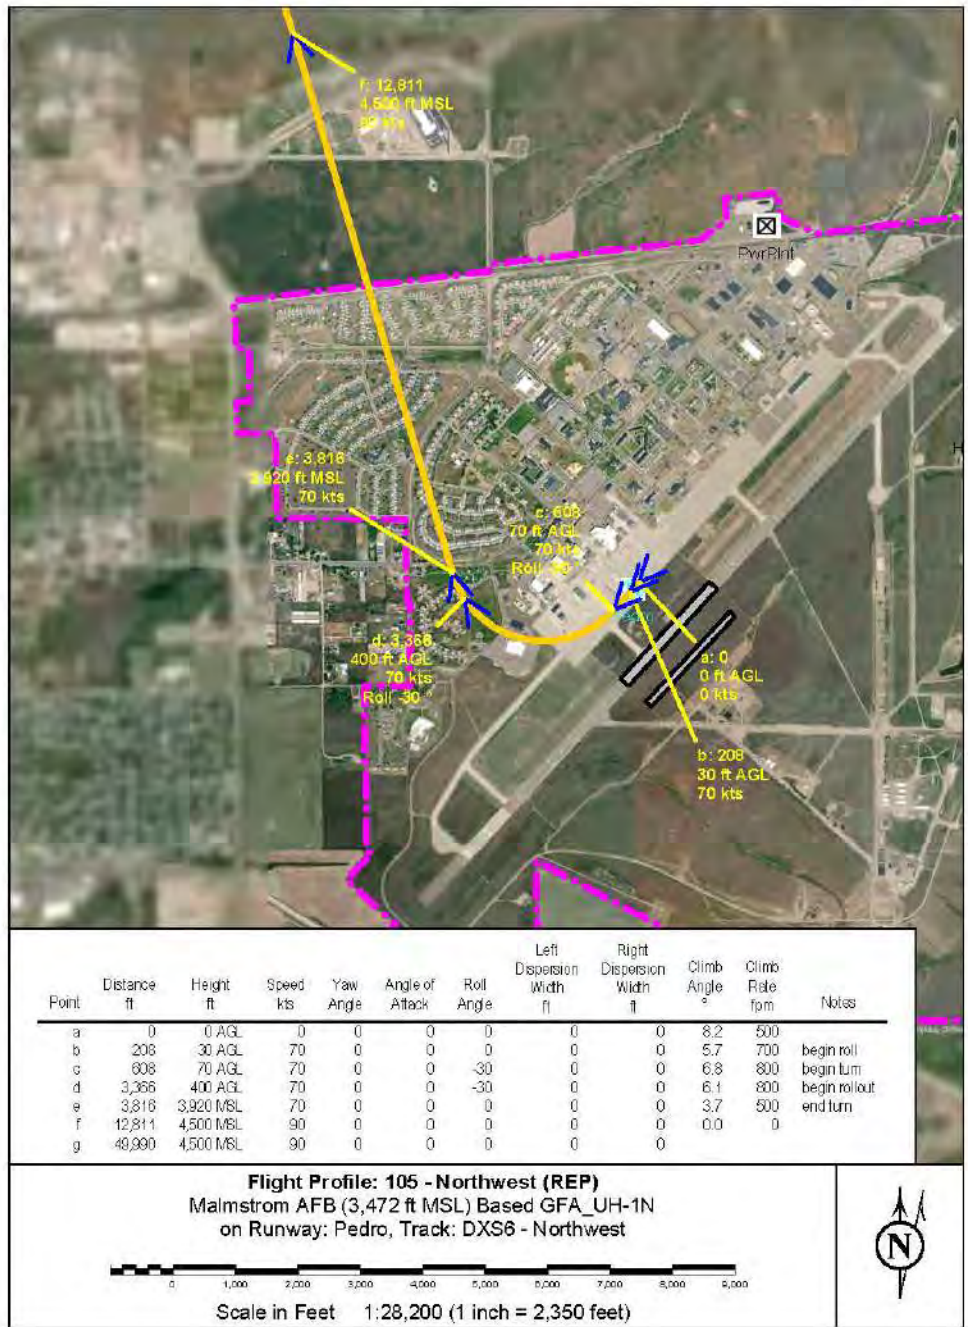 f: 12,811
4,500 ft MSL
90 kts
PwrPlnt
H
e: 3,816
3,920 ft MSL
70 kts
c: 608
70 ft AGL
70 kts
Roll -30 °
d: 3,366
400 ft AGL
70 kts
Roll -30 °
a: 0
0 ft AGL
0 kts
b: 208
30 ft AGL
70 kts
Point Distance ft Height ft Speed kts Yaw Angle Angle of Attack Roll Angle Left Dispersion Width ft Right Dispersion Width ft Climb Angle ° Climb Rate fpm Notes
a 0 0 AGL 0 0 0 0 0 0 8.2 500
b 208 30 AGL 70 0 0 0 0 0 5.7 700 begin roll
c 608 70 AGL 70 0 0 -30 0 0 6.8 800 begin turn
d 3,366 400 AGL 70 0 0 -30 0 0 6.1 800 begin rollout
e 3,816 3,920 MSL 70 0 0 0 0 0 3.7 500 end turn
f 12,811 4,500 MSL 90 0 0 0 0 0 0.0 0
g 49,990 4,500 MSL 90 0 0 0 0 0
Flight Profile: 105 - Northwest (REP)
Malmstrom AFB (3,472 ft MSL) Based GFA_UH-1N
on Runway: Pedro, Track: DXS6 - Northwest
0 1,000 2,000 3,000 4,000 5,000 6,000 7,000 8,000 9,000
Scale in Feet 1:28,200 (1 inch = 2,350 feet)
N